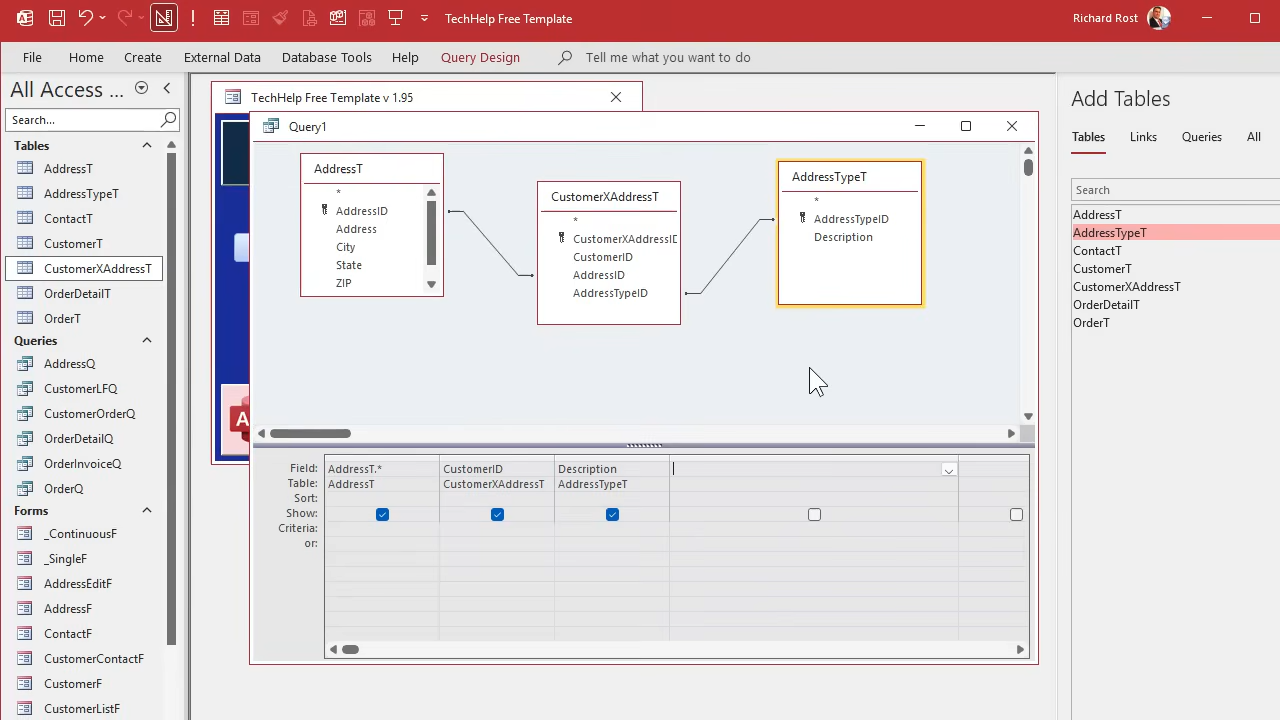 TechHelp Free Template
Richard Rost
File Home Create External Data Database Tools Help Query Design Tell me what you want to do
All Access ...
Search...
Tables
AddressT
AddressTypeT
ContactT
CustomerT
CustomerXAddressT
OrderDetailT
OrderT
Queries
AddressQ
CustomerLFQ
CustomerOrderQ
OrderDetailQ
OrderInvoiceQ
OrderQ
Forms
_ContinuousF
_SingleF
AddressEditF
AddressF
ContactF
CustomerContactF
CustomerF
CustomerListF
TechHelp Free Template v 1.95
A
Query1
AddressT
*
AddressID
Address
City
State
ZIP
CustomerXAddressT
*
CustomerXAddressID
CustomerID
AddressID
AddressTypeID
AddressTypeT
*
AddressTypeID
Description
Field: AddressT.* CustomerID Description
Table: AddressT CustomerXAddressT AddressTypeT
Sort:
Show:
Criteria:
or:
Add Tables
Tables Links Queries All
Search
AddressT
AddressTypeT
ContactT
CustomerT
CustomerXAddressT
OrderDetailT
OrderT